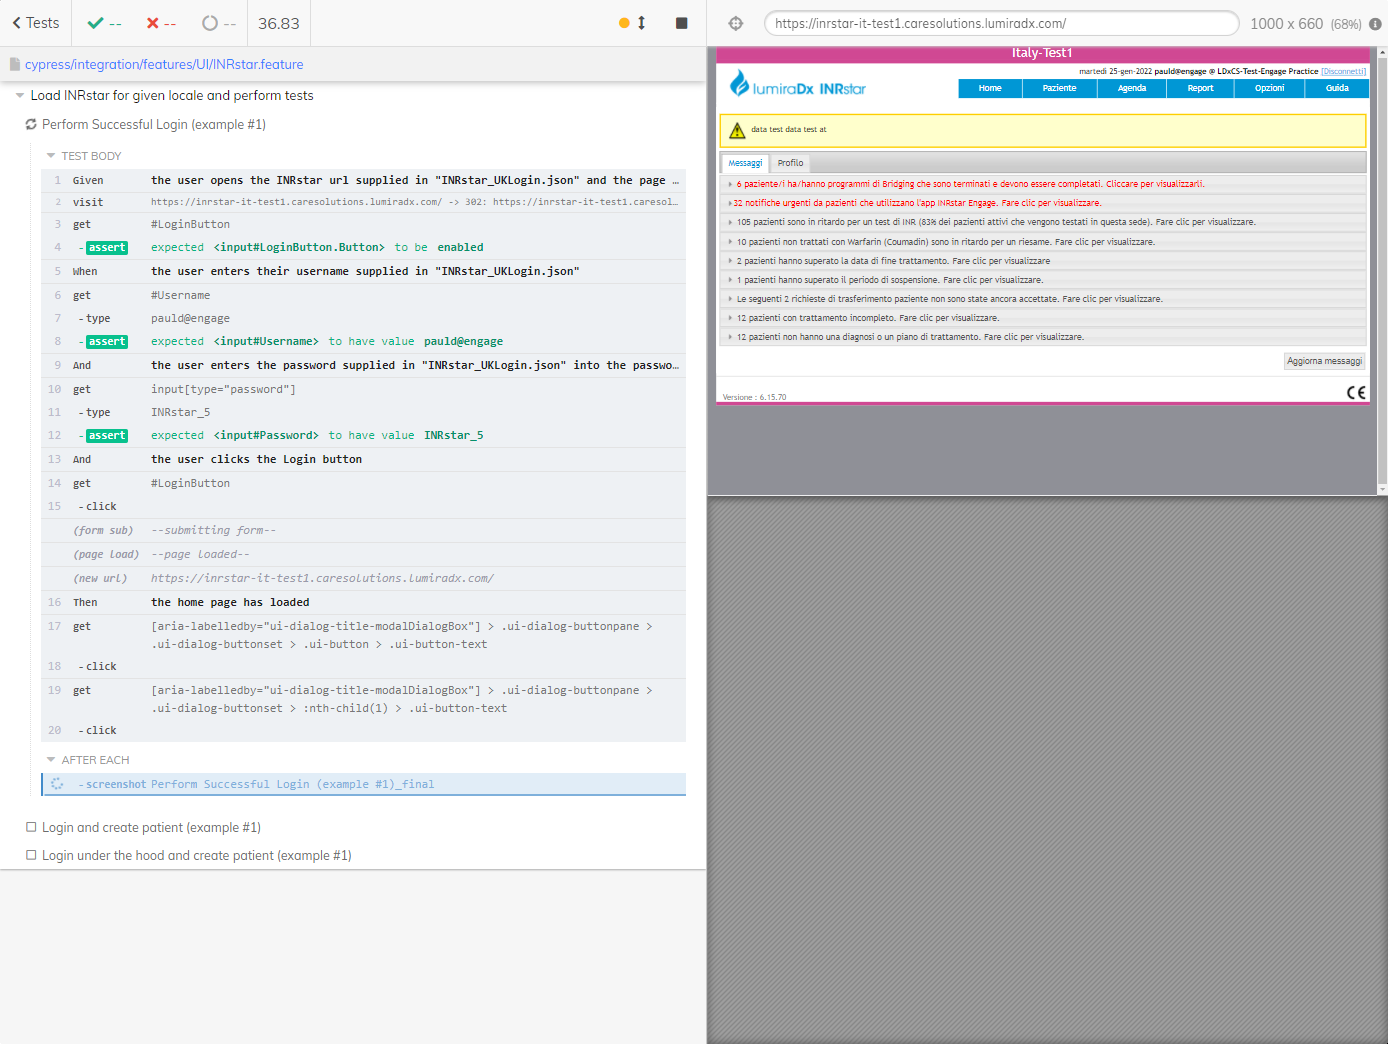 Tests
--
--
--
36.83
cypress/integration/features/UI/INRstar.feature
Load INRstar for given locale and perform tests
Perform Successful Login (example #1)
TEST BODY
1 Given the user opens the INRstar url supplied in "INRstar_UKLogin.json" and the page …
2 visit https://inrstar-it-test1.caresolutions.lumiradx.com/ -> 302: https://inrstar-it-test1.caresol…
3 get #LoginButton
4 -assert expected <input#LoginButton.Button> to be enabled
5 When the user enters their username supplied in "INRstar_UKLogin.json"
6 get #Username
7 -type pauld@engage
8 -assert expected <input#Username> to have value pauld@engage
9 And the user enters the password supplied in "INRstar_UKLogin.json" into the passwo…
10 get input[type="password"]
11 -type INRstar_5
12 -assert expected <input#Password> to have value INRstar_5
13 And the user clicks the Login button
14 get #LoginButton
15 -click
(form sub) --submitting form--
(page load) --page loaded--
(new url) https://inrstar-it-test1.caresolutions.lumiradx.com/
16 Then the home page has loaded
17 get [aria-labelledby="ui-dialog-title-modalDialogBox"] > .ui-dialog-buttonpane >
.ui-dialog-buttonset > .ui-button > .ui-button-text
18 -click
19 get [aria-labelledby="ui-dialog-title-modalDialogBox"] > .ui-dialog-buttonpane >
.ui-dialog-buttonset > :nth-child(1) > .ui-button-text
20 -click
AFTER EACH
-screenshot Perform Successful Login (example #1)_final
Login and create patient (example #1)
Login under the hood and create patient (example #1)
https://inrstar-it-test1.caresolutions.lumiradx.com/
1000 x 660 (68%)
Italy-Test1
martedì 25-gen-2022 pauld@engage @ LDxCS-Test-Engage Practice [Disconnetti]
lumiraDx INRstar
Home Paziente Agenda Report Opzioni Guida
data test data test at
Messaggi Profilo
6 paziente/i ha/hanno programmi di Bridging che sono terminati e devono essere completati. Cliccare per visualizzarli.
32 notifiche urgenti da pazienti che utilizzano l'app INRstar Engage. Fare clic per visualizzare.
105 pazienti sono in ritardo per un test di INR (83% dei pazienti attivi che vengono testati in questa sede). Fare clic per visualizzare.
10 pazienti non trattati con Warfarin (Coumadin) sono in ritardo per un riesame. Fare clic per visualizzare.
2 pazienti hanno superato la data di fine trattamento. Fare clic per visualizzare
1 pazienti hanno superato il periodo di sospensione. Fare clic per visualizzare.
Le seguenti 2 richieste di trasferimento paziente non sono state ancora accettate. Fare clic per visualizzare.
12 pazienti con trattamento incompleto. Fare clic per visualizzare.
12 pazienti non hanno una diagnosi o un piano di trattamento. Fare clic per visualizzare.
Aggiorna messaggi
Versione : 6.15.70
CE